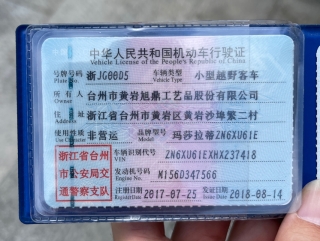 中华人民共和国机动车行驶证
Vehicle License of the People's Republic of China
号牌号码 浙JG00D5 车辆类型 小型越野客车
Plate No. Vehicle Type
所有人 台州市黄岩旭鼎工艺品股份有限公司
Owner
住址 浙江省台州市黄岩区黄岩沙埠繁二村
Address
使用性质 非营运 品牌型号 玛莎拉蒂ZN6XU61E
Use Character Model
浙江省台州 车辆识别代号 ZN6XU61EXHX237418
VIN
市公安局交 发动机号码 M156D347566
Engine No.
通警察支队 注册日期 2017-07-25 发证日期 2018-08-14
Register Date Issue Date